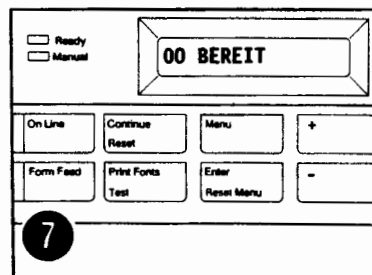 Ready
Manual
00 BEREIT
On Line
Continue
Reset
Menu
+
Form Feed
Print Fonts
Test
Enter
Reset Menu
-
7